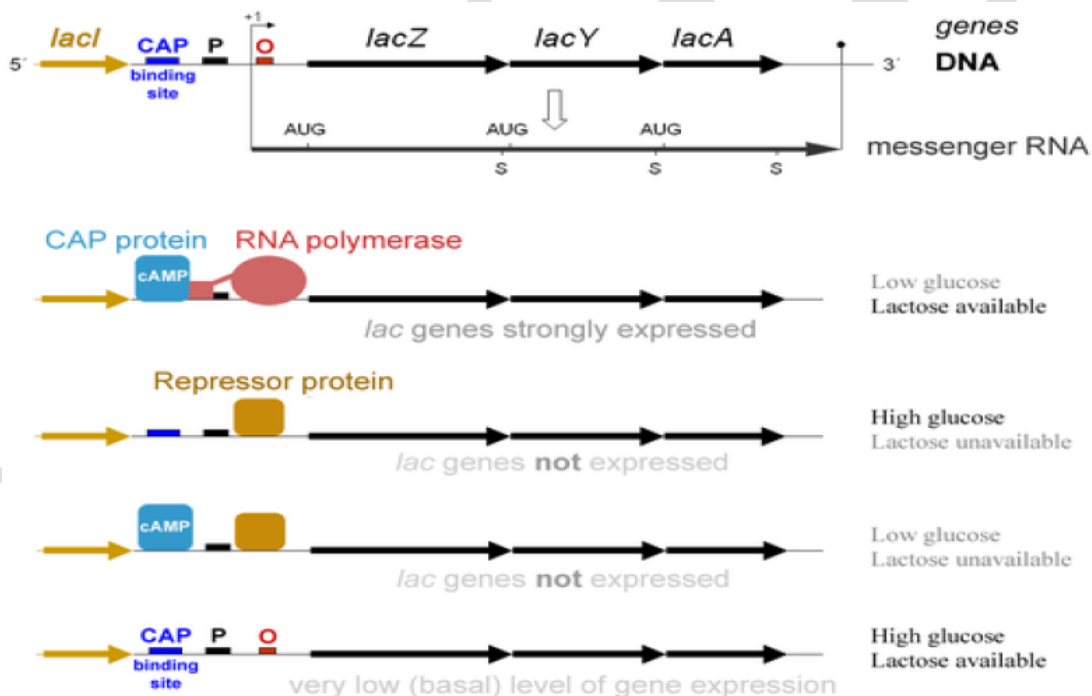 +1
lacI CAP P O lacZ lacY lacA genes
5´ 3´ DNA
binding
site
AUG AUG AUG
messenger RNA
S S S
CAP protein RNA polymerase
cAMP
Low glucose
Lactose available
lac genes strongly expressed
Repressor protein
High glucose
Lactose unavailable
lac genes not expressed
cAMP
Low glucose
Lactose unavailable
lac genes not expressed
CAP P O
binding
site
High glucose
Lactose available
very low (basal) level of gene expression